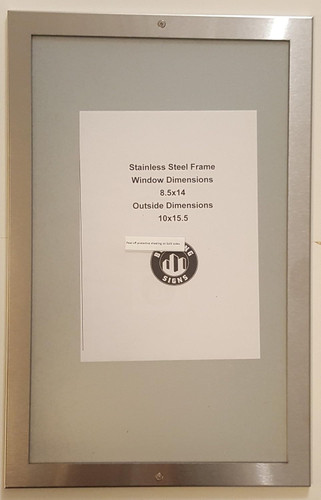 Stainless Steel Frame
Window Dimensions
8.5x14
Outside Dimensions
10x15.5
SIGNS